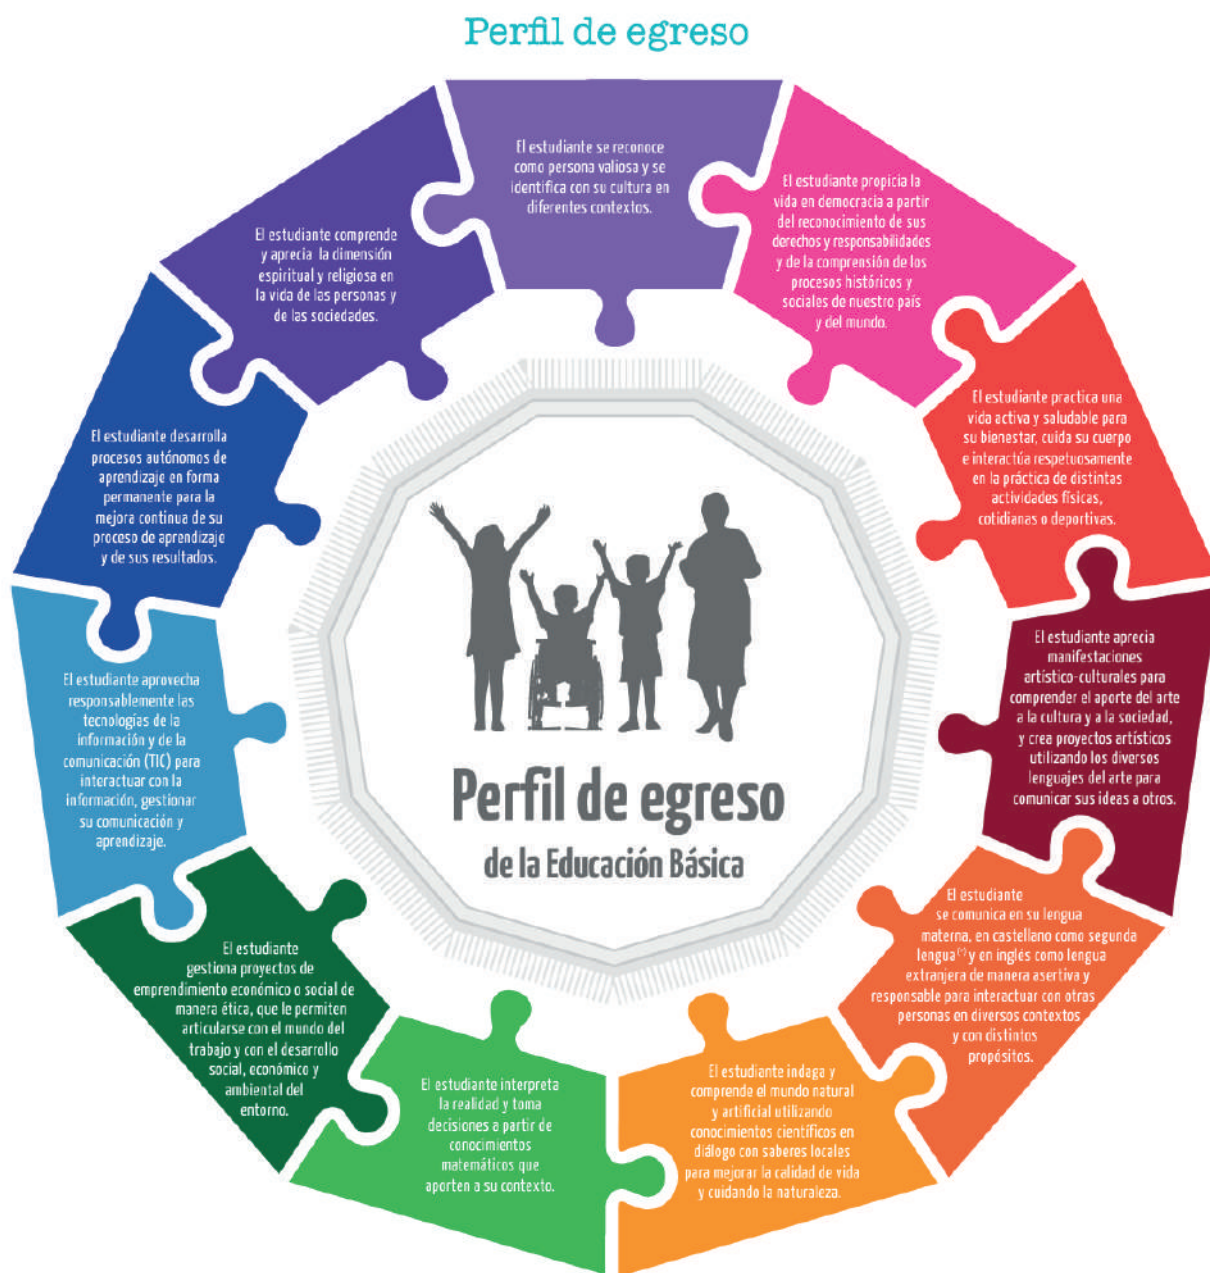 Perfil de egreso
El estudiante se reconoce
como persona valiosa y se
identifica con su cultura en
diferentes contextos.
El estudiante propicia la
vida en democracia a partir
del reconocimiento de sus
derechos y responsabilidades
y de la comprensión de los
procesos históricos y
sociales de nuestro país
y del mundo.
El estudiante practica una
vida activa y saludable para
su bienestar, cuida su cuerpo
e interactúa respetuosamente
en la práctica de distintas
actividades físicas,
cotidianas o deportivas.
El estudiante aprecia
manifestaciones
artístico-culturales para
comprender el aporte del arte
a la cultura y a la sociedad,
y crea proyectos artísticos
utilizando los diversos
lenguajes del arte para
comunicar sus ideas a otros.
El estudiante
se comunica en su lengua
materna, en castellano como segunda
lengua(*) y en inglés como lengua
extranjera de manera asertiva y
responsable para interactuar con otras
personas en diversos contextos
y con distintos
propósitos.
El estudiante indaga y
comprende el mundo natural
y artificial utilizando
conocimientos científicos en
diálogo con saberes locales
para mejorar la calidad de vida
y cuidando la naturaleza.
El estudiante interpreta
la realidad y toma
decisiones a partir de
conocimientos
matemáticos que
aporten a su contexto.
El estudiante
gestiona proyectos de
emprendimiento económico o social de
manera ética, que le permiten
articularse con el mundo del
trabajo y con el desarrollo
social, económico y
ambiental del
entorno.
El estudiante aprovecha
responsablemente las
tecnologías de la
información y de la
comunicación (TIC) para
interactuar con la
información, gestionar
su comunicación y
aprendizaje.
El estudiante desarrolla
procesos autónomos de
aprendizaje en forma
permanente para la
mejora continua de su
proceso de aprendizaje
y de sus resultados.
El estudiante comprende
y aprecia la dimensión
espiritual y religiosa en
la vida de las personas y
de las sociedades.
Perfil de egreso
de la Educación Básica